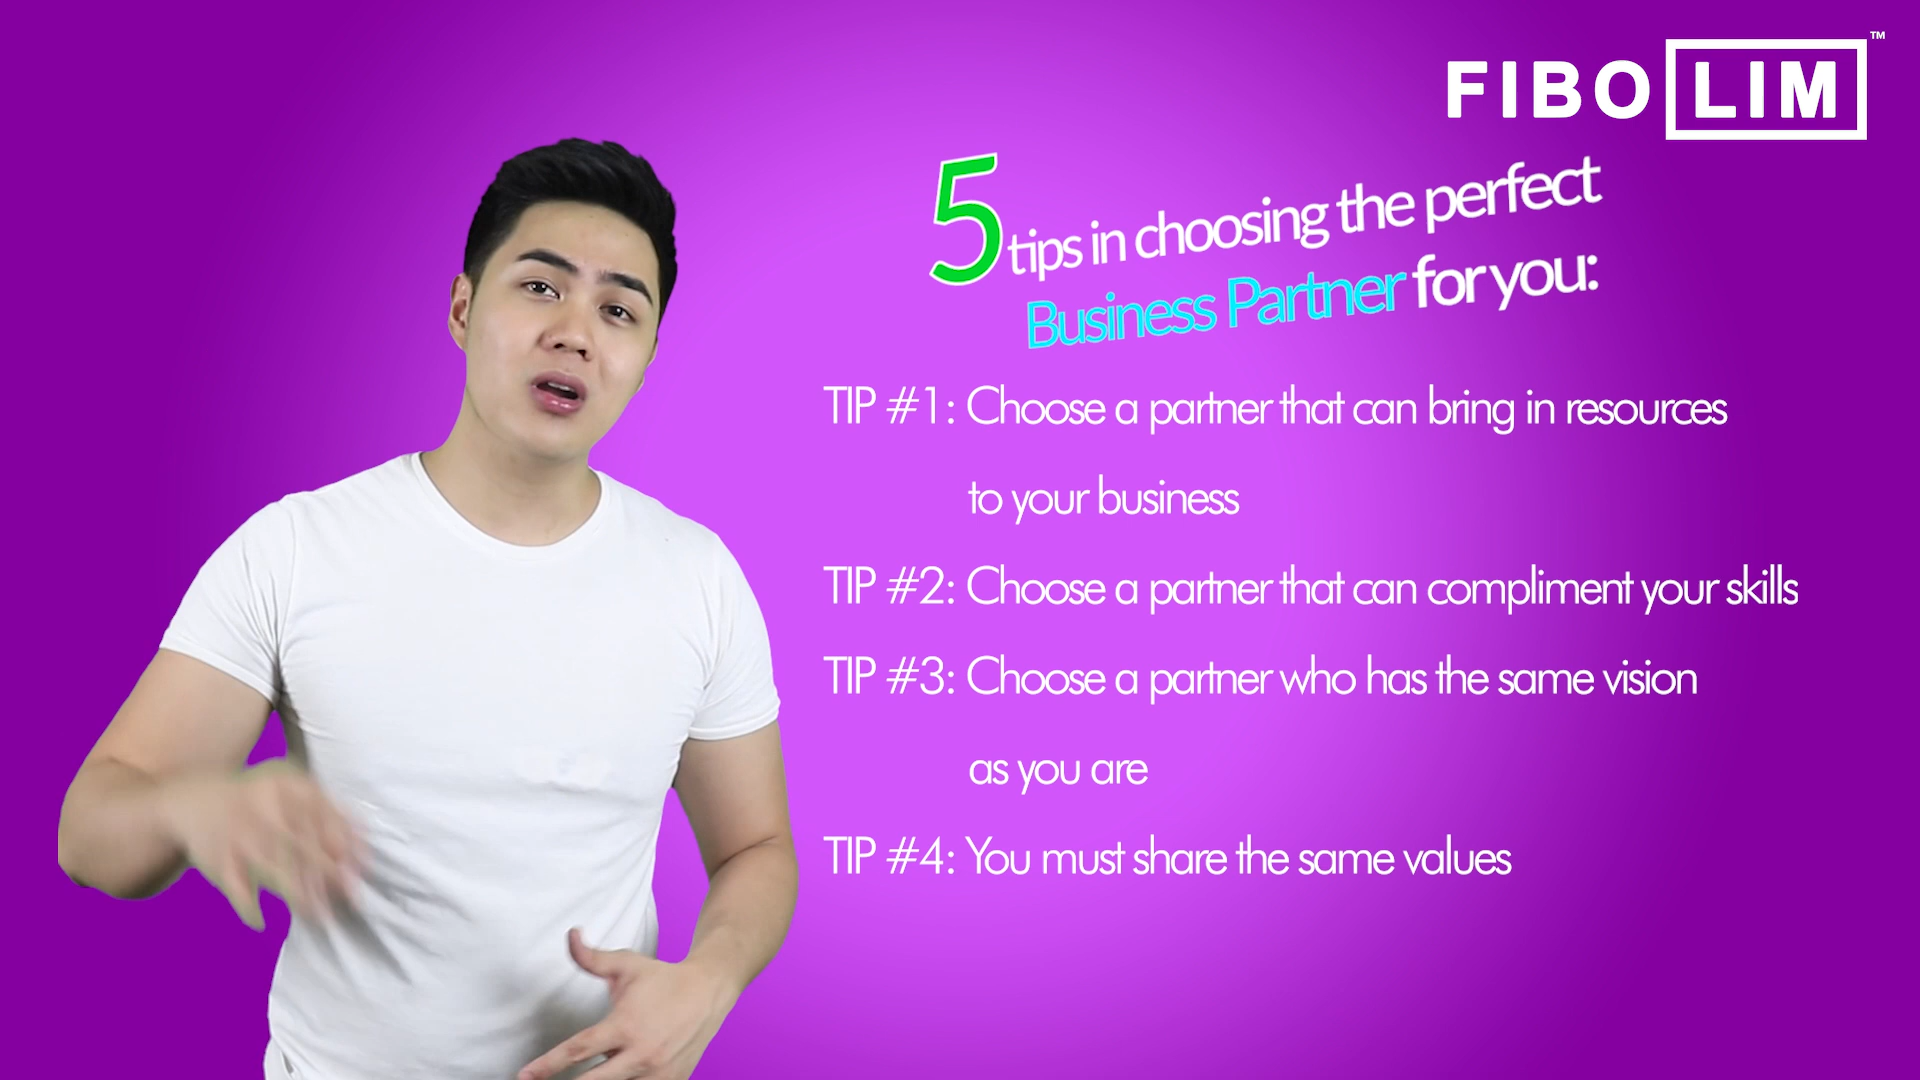 FIBO LIM™
5 tips in choosing the perfect
Business Partner for you:
TIP #1: Choose a partner that can bring in resources
to your business
TIP #2: Choose a partner that can compliment your skills
TIP #3: Choose a partner who has the same vision
as you are
TIP #4: You must share the same values